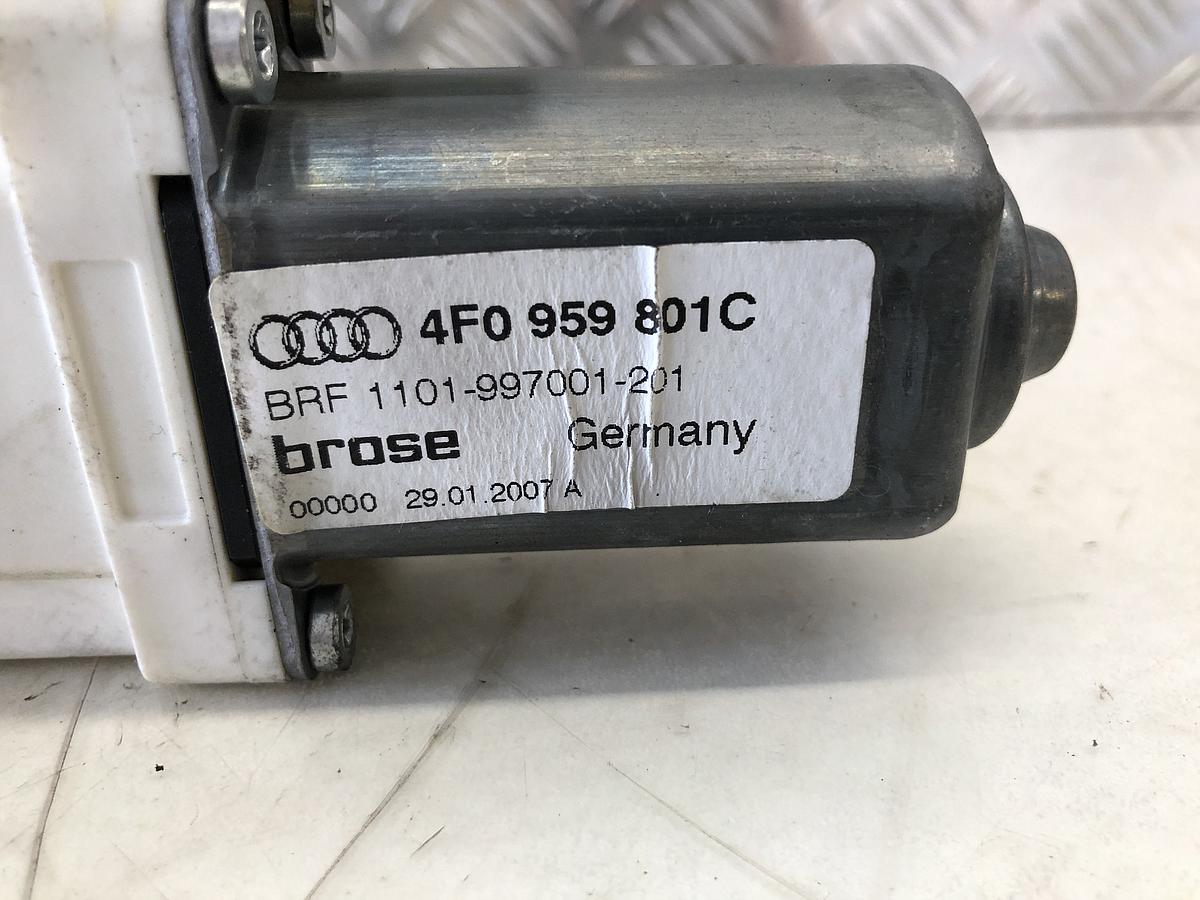 4F0 959 801C
BRF 1101-997001-201
brose Germany
00000 29.01.2007 A